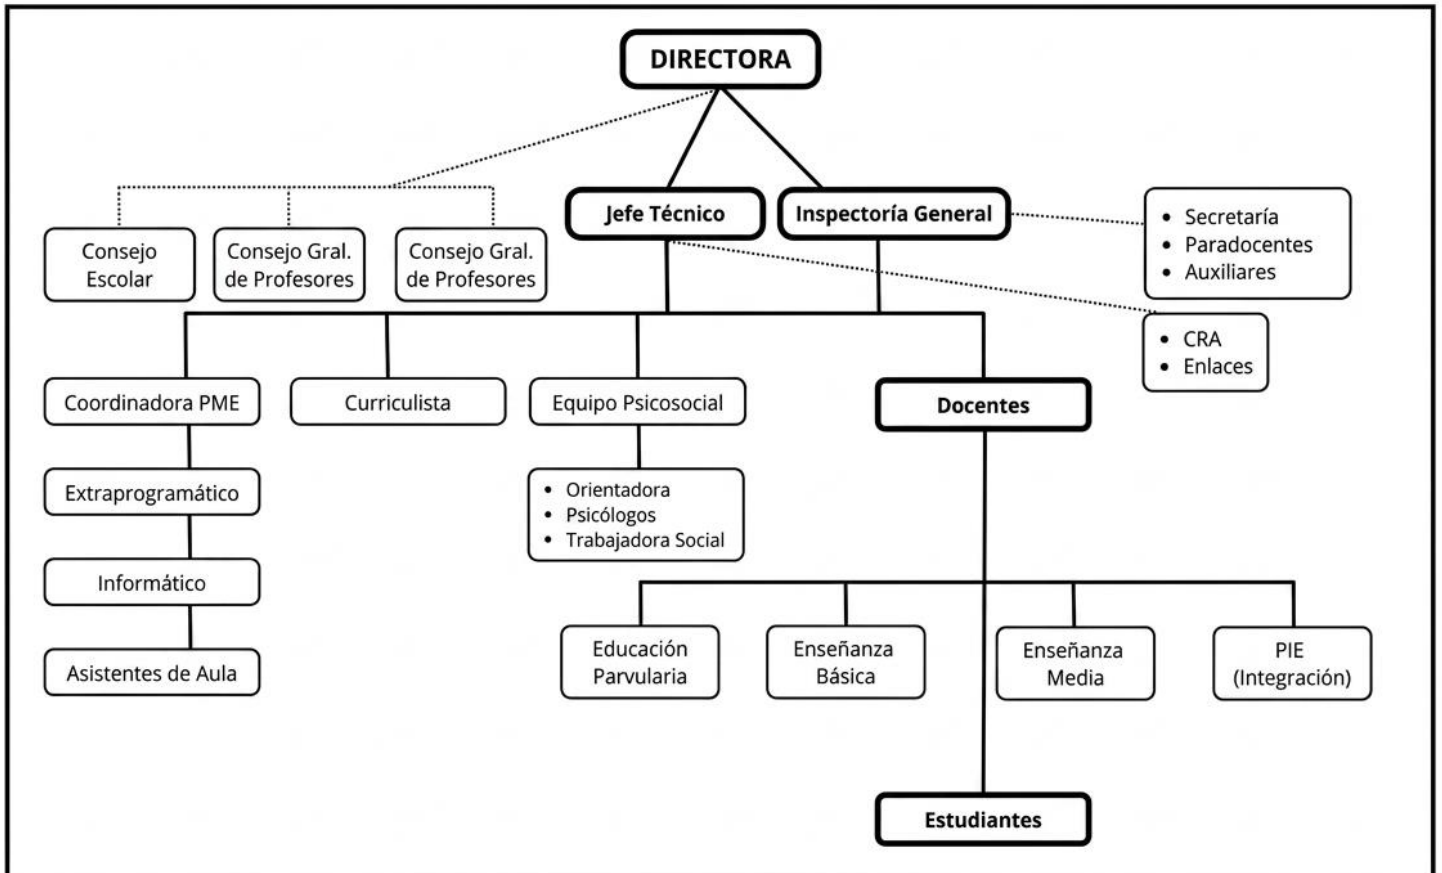 DIRECTORA
Jefe Técnico
Inspectoría General
• Secretaría
• Paradocentes
• Auxiliares
Consejo
Escolar
Consejo Gral.
de Profesores
Consejo Gral.
de Profesores
• CRA
• Enlaces
Coordinadora PME
Curriculista
Equipo Psicosocial
Docentes
Extraprogramático
• Orientadora
• Psicólogos
• Trabajadora Social
Informático
Asistentes de Aula
Educación
Parvularia
Enseñanza
Básica
Enseñanza
Media
PIE
(Integración)
Estudiantes